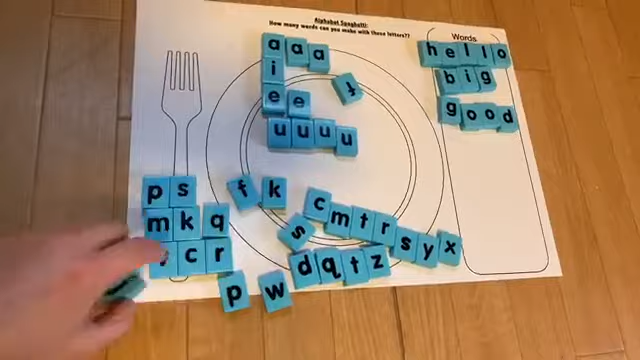 Alphabet Spaghetti:
How many words can you make with these letters??
Words
hello
big
good
a a a
i
e e
f
u u u u
p s
m k q
c r
f k
c m t r s y x
s
d q t z
p w